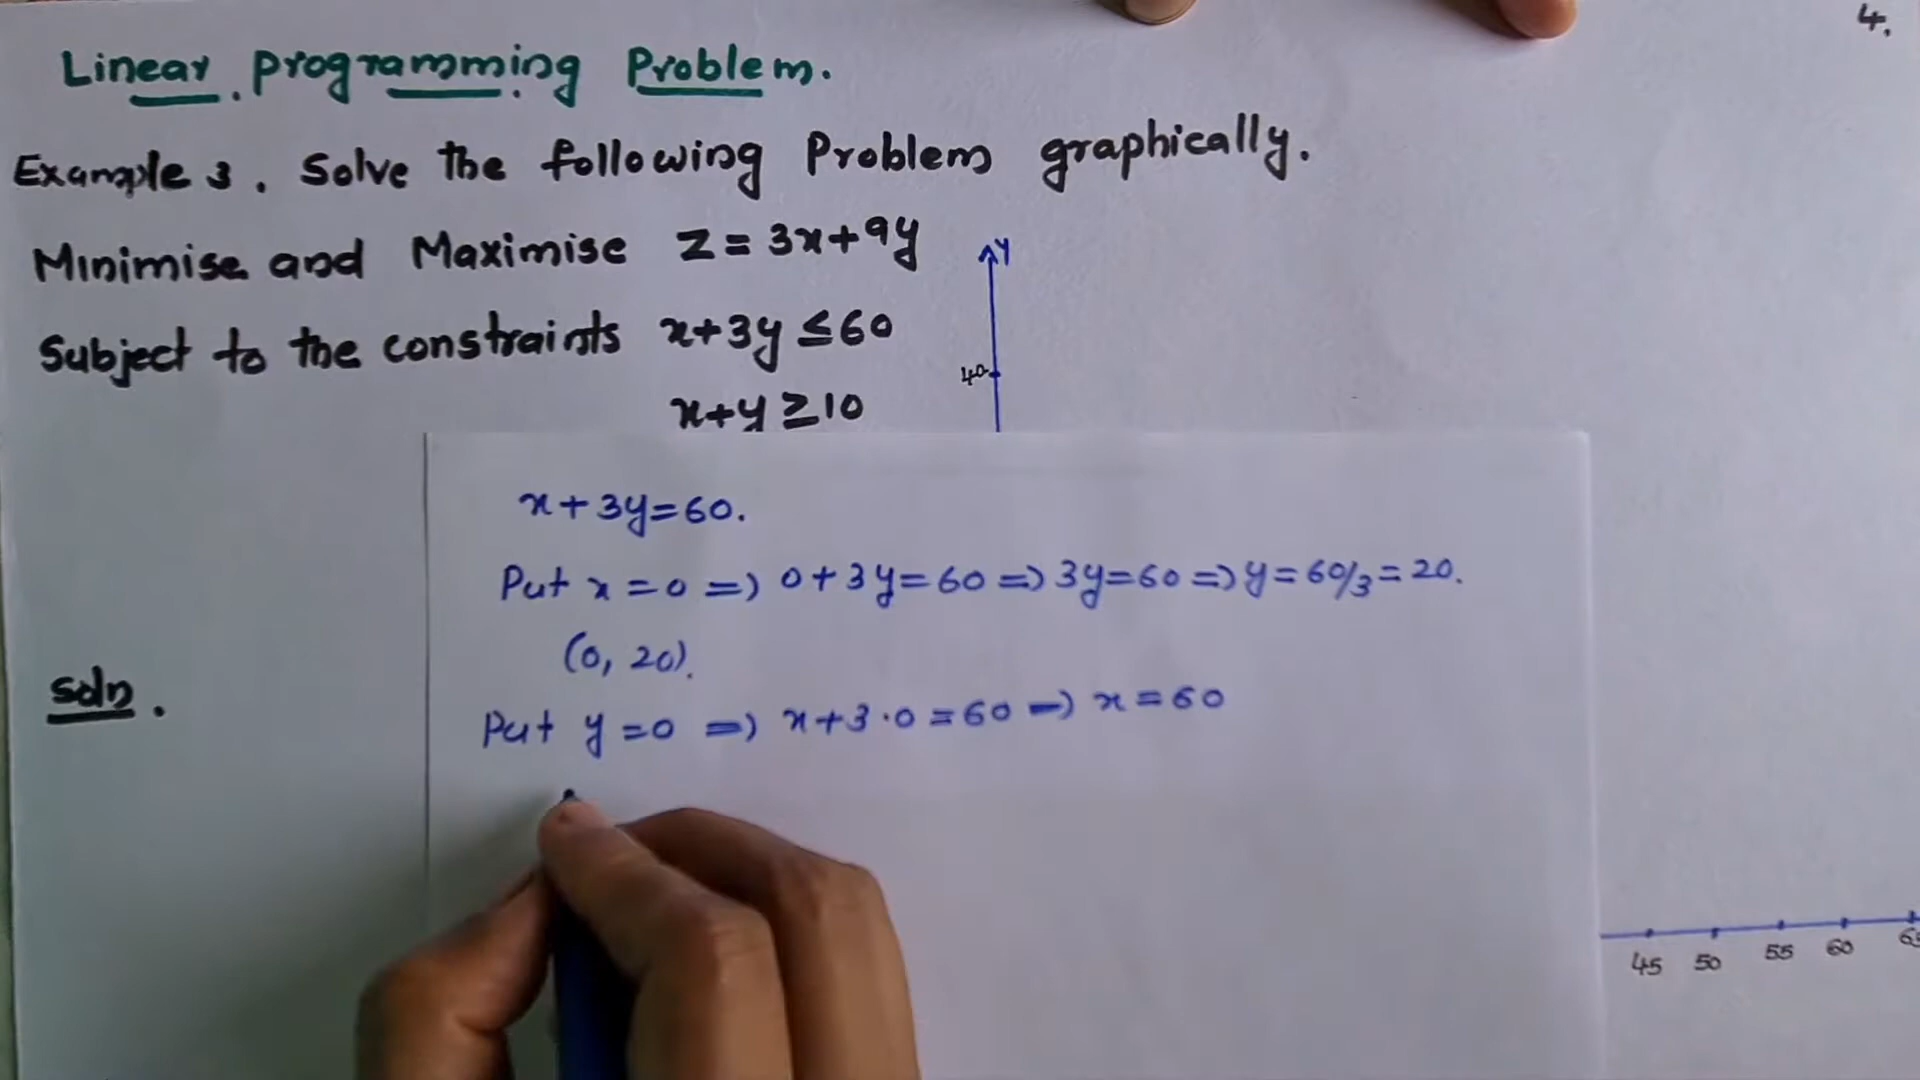 4.
Linear programming Problem.
Example 3. Solve the following Problem graphically.
Minimise and Maximise Z = 3x+9y
Subject to the constraints x+3y ≤ 60
x+y ≥ 10
Y
40
x + 3y = 60.
Put x = 0 => 0 + 3y = 60 => 3y = 60 => y = 60/3 = 20.
(0, 20).
Soln.
Put y = 0 => x + 3·0 = 60 => x = 60
45 50 55 60